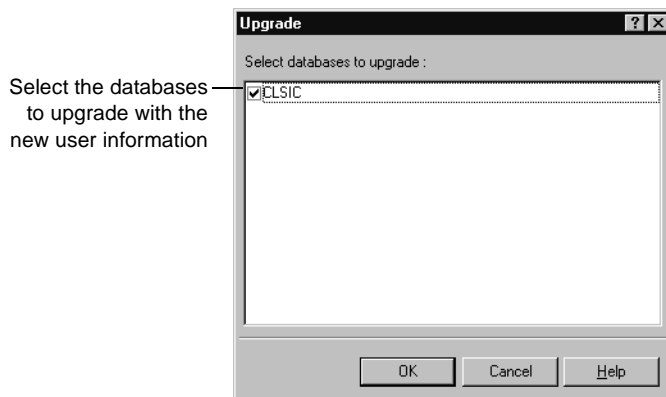 Upgrade
Select databases to upgrade :
Select the databases
to upgrade with the
new user information
CLSIC
OK
Cancel
Help